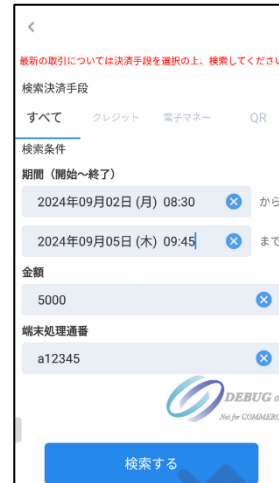 最新の取引については決済手段を選択の上、検索してください
検索決済手段
すべて クレジット 電子マネー QR
検索条件
期間（開始～終了）
2024年09月02日 (月) 08:30 から
2024年09月05日 (木) 09:45 まで
金額
5000
端末処理通番
a12345
DEBUG
Not for COMMERC
検索する